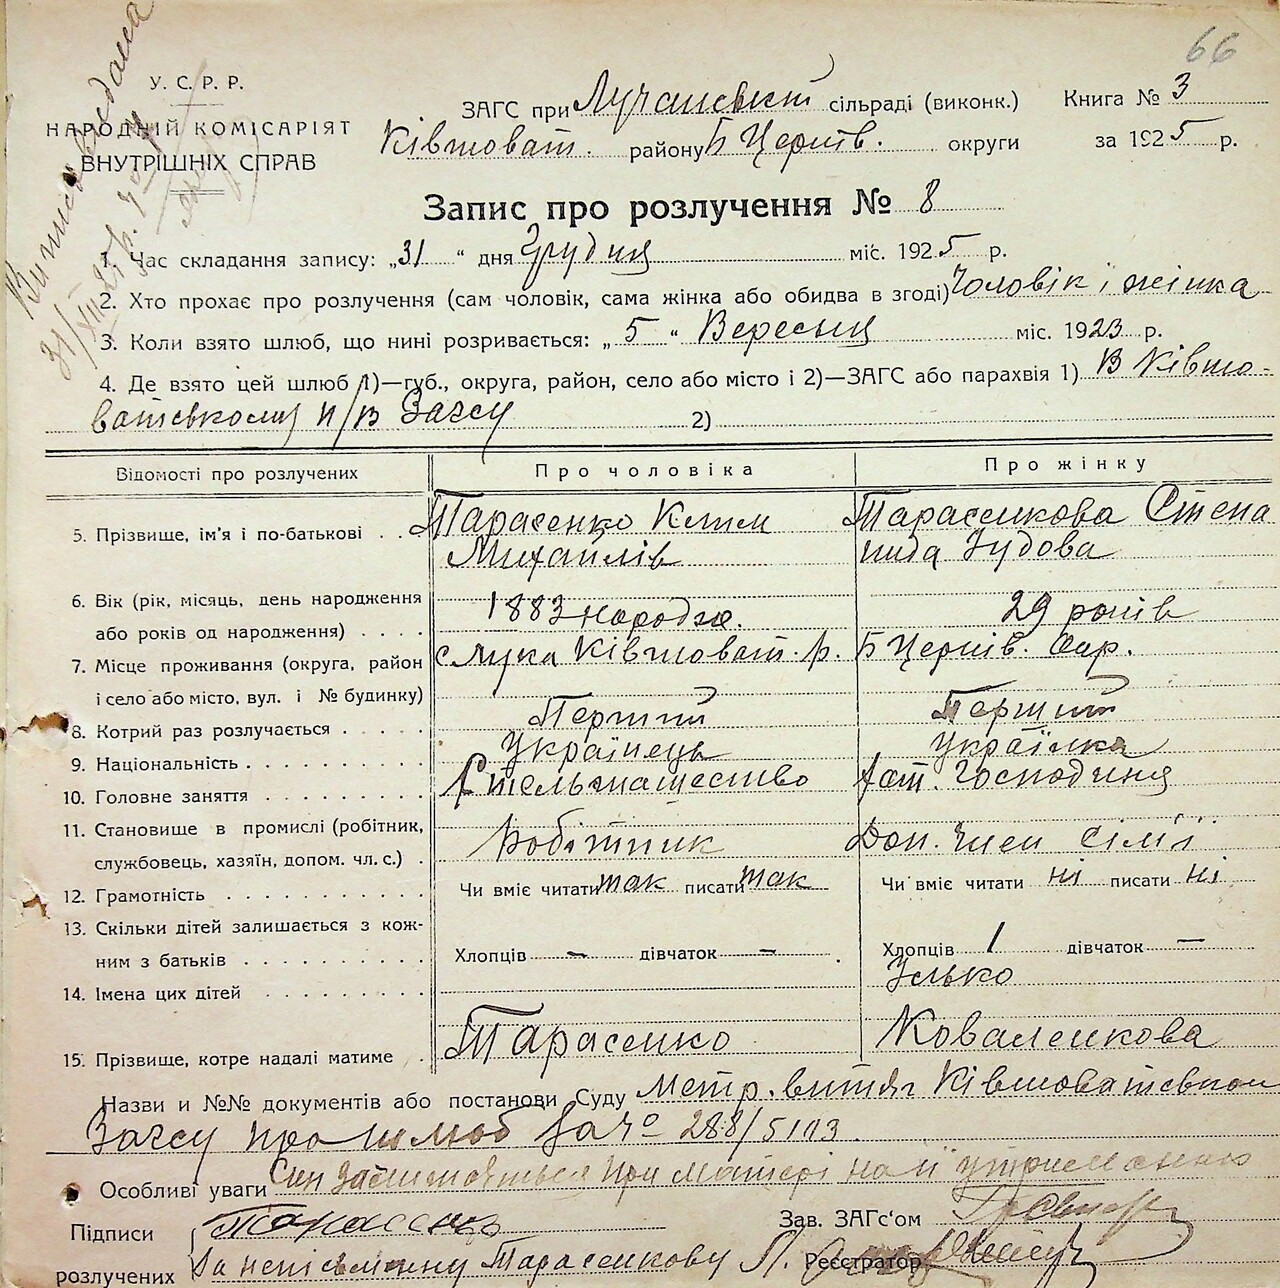 66
У. С. Р. Р.
НАРОДНІЙ КОМІСАРІЯТ
ВНУТРІШНІХ СПРАВ
ЗАГС при Лучанській сільраді (виконк.) Книга № 3
Ківшоват. району Б Церків. округи за 1925 р.
Запис про розлучення № 8
1. Час складання запису: „31“ дня Грудня міс. 1925 р.
2. Хто прохає про розлучення (сам чоловік, сама жінка або обидва в згоді) Чоловік і жінка
3. Коли взято шлюб, що нині розривається: „5“ Вересня міс. 1923 р.
4. Де взято цей шлюб 1)—губ., округа, район, село або місто і 2)—ЗАГС або парахвія 1) В Ківшо-
ватському п/в Загсу 2)
Відомості про розлучених Про чоловіка Про жінку
5. Прізвище, ім'я і по-батькові Тарасенко Клим Михайлів Тарасенкова Степанида
6. Вік (рік, місяць, день народження або років од народження) 1883 народж. 29 років
7. Місце проживання (округа, район і село або місто, вул. і № будинку) с Лука Ківшоват. р. Б Церків. Окр.
8. Котрий раз розлучається Перший Перший
9. Національність Українець Українка
10. Головне заняття Стельмашество Господиня
11. Становище в промислі (робітник, службовець, хазяїн, допом. чл. с.) Робітник Доп. член сім'ї
12. Грамотність Чи вміє читати так писати так Чи вміє читати ні писати ні
13. Скільки дітей залишається з кожним з батьків Хлопців — дівчаток — Хлопців 1 дівчаток —
14. Імена цих дітей Улько
15. Прізвище, котре надалі матиме Тарасенко Коваленкова
Назви и №№ документів або постанови Суду Метр. витяг Ківшоватського
Загсу про шлюб за № 288/5113
Особливі уваги Син залишається при матері на її утриманню
Підписи розлучених Тарасенко Зав. ЗАГс'ом
За неписьменну Тарасенкову Реєстратор